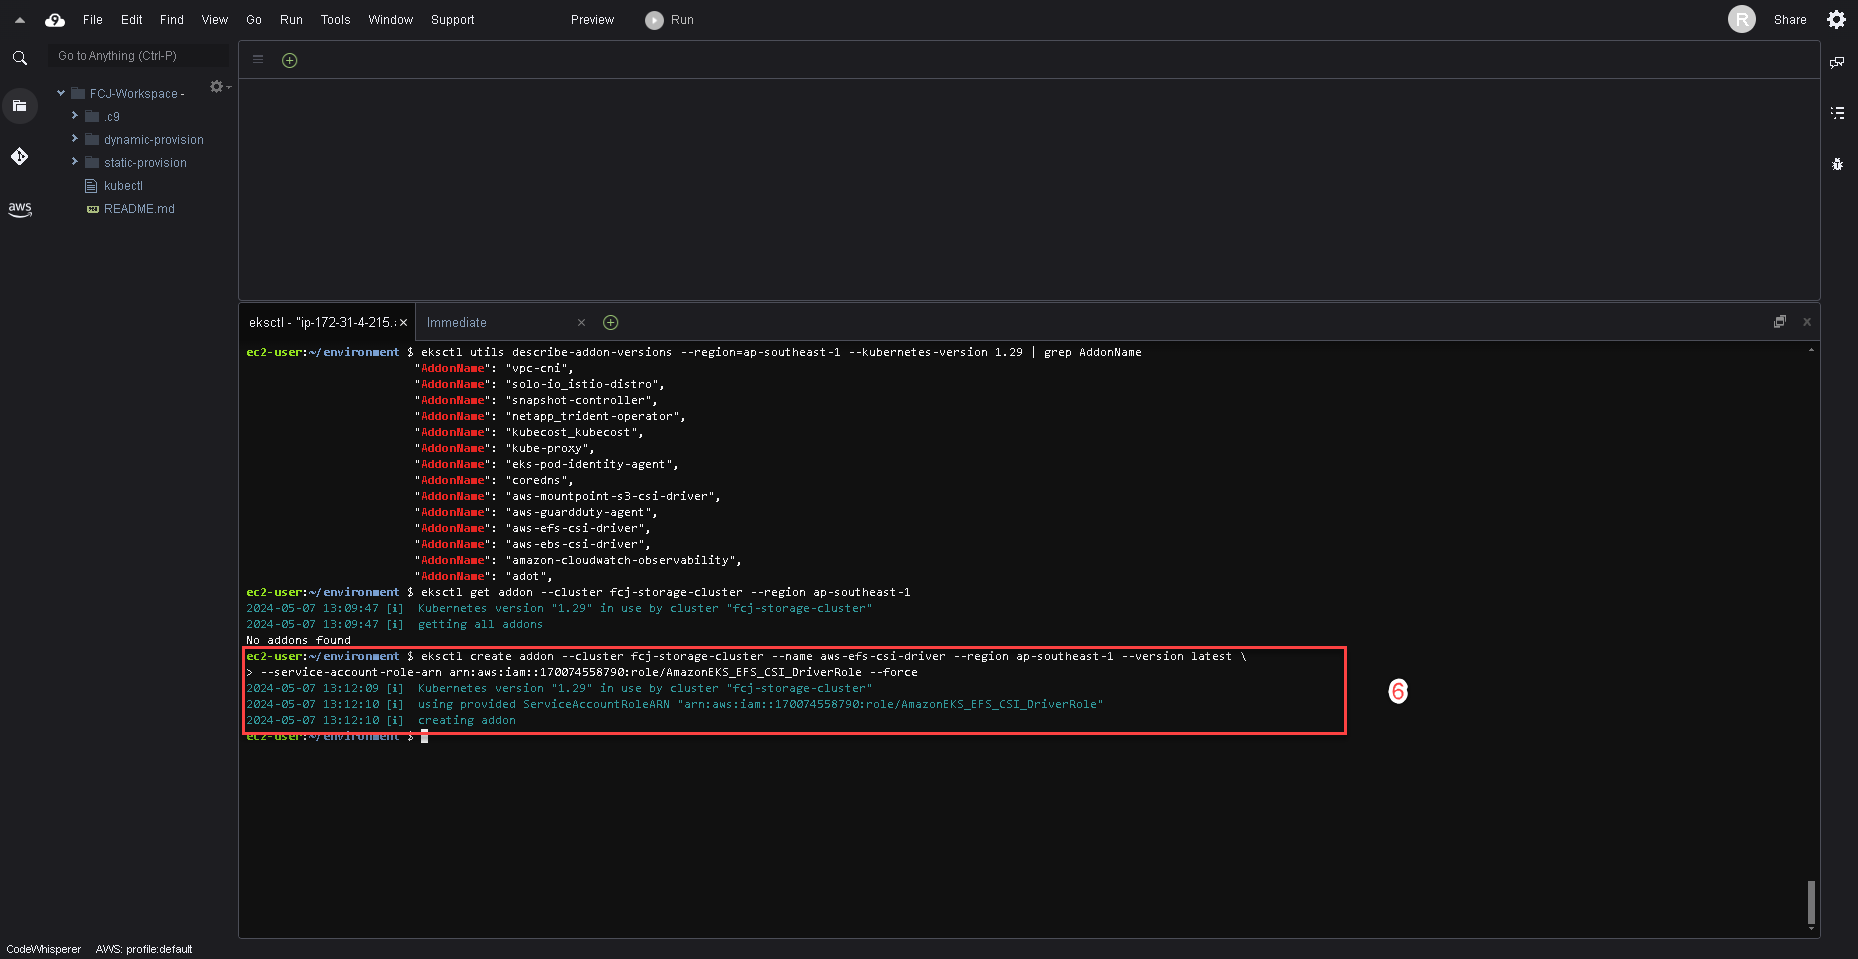 File Edit Find View Go Run Tools Window Support Preview Run R Share
Go to Anything (Ctrl-P)
FCJ-Workspace -
.c9
dynamic-provision
static-provision
kubectl
README.md
aws
eksctl - "ip-172-31-4-215.: × Immediate ×
ec2-user:~/environment $ eksctl utils describe-addon-versions --region=ap-southeast-1 --kubernetes-version 1.29 | grep AddonName
"AddonName": "vpc-cni",
"AddonName": "solo-io_istio-distro",
"AddonName": "snapshot-controller",
"AddonName": "netapp_trident-operator",
"AddonName": "kubecost_kubecost",
"AddonName": "kube-proxy",
"AddonName": "eks-pod-identity-agent",
"AddonName": "coredns",
"AddonName": "aws-mountpoint-s3-csi-driver",
"AddonName": "aws-guardduty-agent",
"AddonName": "aws-efs-csi-driver",
"AddonName": "aws-ebs-csi-driver",
"AddonName": "amazon-cloudwatch-observability",
"AddonName": "adot",
ec2-user:~/environment $ eksctl get addon --cluster fcj-storage-cluster --region ap-southeast-1
2024-05-07 13:09:47 [i]  Kubernetes version "1.29" in use by cluster "fcj-storage-cluster"
2024-05-07 13:09:47 [i]  getting all addons
No addons found
ec2-user:~/environment $ eksctl create addon --cluster fcj-storage-cluster --name aws-efs-csi-driver --region ap-southeast-1 --version latest \
> --service-account-role-arn arn:aws:iam::170074558790:role/AmazonEKS_EFS_CSI_DriverRole --force
2024-05-07 13:12:09 [i]  Kubernetes version "1.29" in use by cluster "fcj-storage-cluster"
2024-05-07 13:12:10 [i]  using provided ServiceAccountRoleARN "arn:aws:iam::170074558790:role/AmazonEKS_EFS_CSI_DriverRole"
2024-05-07 13:12:10 [i]  creating addon
ec2-user:~/environment $
6
CodeWhisperer AWS: profile:default